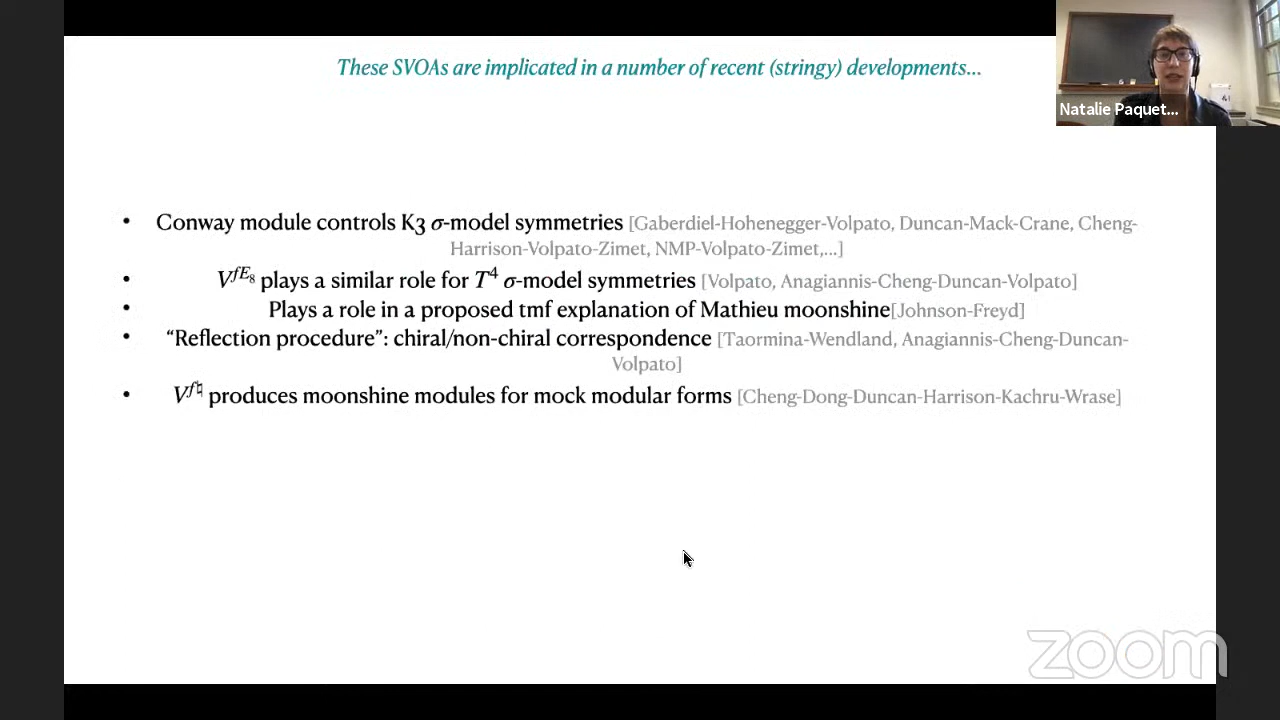 These SVOAs are implicated in a number of recent (stringy) developments...
Natalie Paquet...
• Conway module controls K3 σ-model symmetries [Gaberdiel-Hohenegger-Volpato, Duncan-Mack-Crane, Cheng-
Harrison-Volpato-Zimet, NMP-Volpato-Zimet,...]
• V^{fE_8} plays a similar role for T^4 σ-model symmetries [Volpato, Anagiannis-Cheng-Duncan-Volpato]
• Plays a role in a proposed tmf explanation of Mathieu moonshine[Johnson-Freyd]
• “Reflection procedure”: chiral/non-chiral correspondence [Taormina-Wendland, Anagiannis-Cheng-Duncan-
Volpato]
• V^{f♮} produces moonshine modules for mock modular forms [Cheng-Dong-Duncan-Harrison-Kachru-Wrase]
zoom